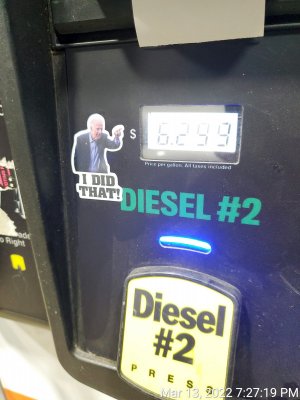 $ 6.299
Price per gallon. All taxes included
I DID
THAT!
DIESEL #2
Diesel
#2
PRESS
Mar 13, 2022 7:27:19 PM